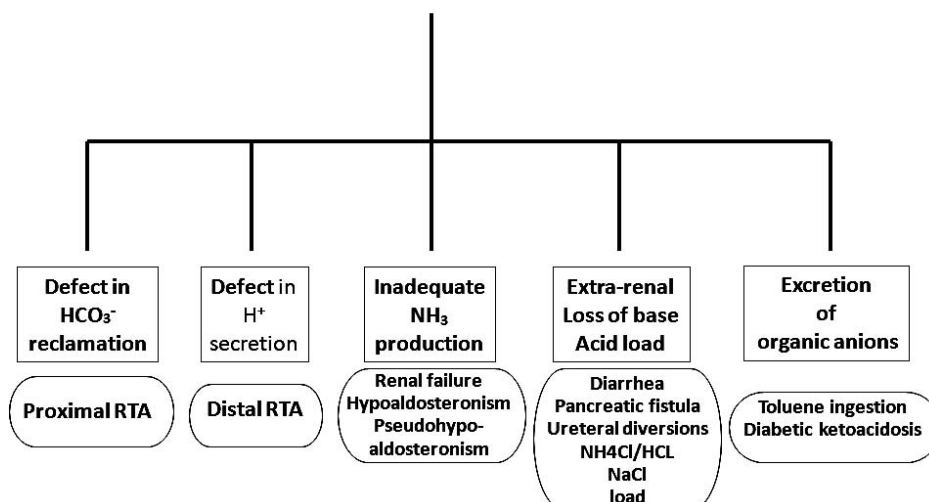 Defect in
HCO₃⁻
reclamation
Proximal RTA
Defect in
H⁺
secretion
Distal RTA
Inadequate
NH₃
production
Renal failure
Hypoaldosteronism
Pseudohypo-
aldosteronism
Extra-renal
Loss of base
Acid load
Diarrhea
Pancreatic fistula
Ureteral diversions
NH4Cl/HCL
NaCl
load
Excretion
of
organic anions
Toluene ingestion
Diabetic ketoacidosis